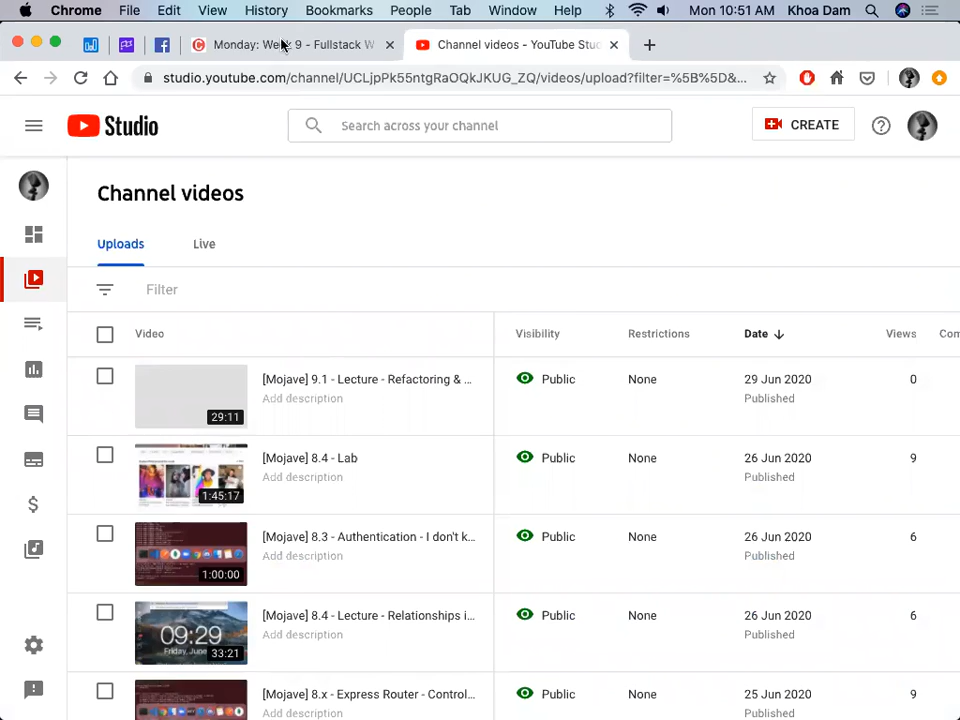 Chrome File Edit View History Bookmarks People Tab Window Help Mon 10:51 AM Khoa Dam
Monday: We 9 - Fullstack W Channel videos - YouTube Stu
studio.youtube.com/channel/UCLjpPk55ntgRaOQkJKUG_ZQ/videos/upload?filter=%5B%5D&...
Studio Search across your channel CREATE
Channel videos
Uploads Live
Filter
Video Visibility Restrictions Date Views Com
[Mojave] 9.1 - Lecture - Refactoring & ... Public None 29 Jun 2020 0
Add description Published
29:11
[Mojave] 8.4 - Lab Public None 26 Jun 2020 9
Add description Published
1:45:17
[Mojave] 8.3 - Authentication - I don't k... Public None 26 Jun 2020 6
Add description Published
1:00:00
[Mojave] 8.4 - Lecture - Relationships i... Public None 26 Jun 2020 6
Add description Published
09:29
33:21
[Mojave] 8.x - Express Router - Control... Public None 25 Jun 2020 9
Add description Published